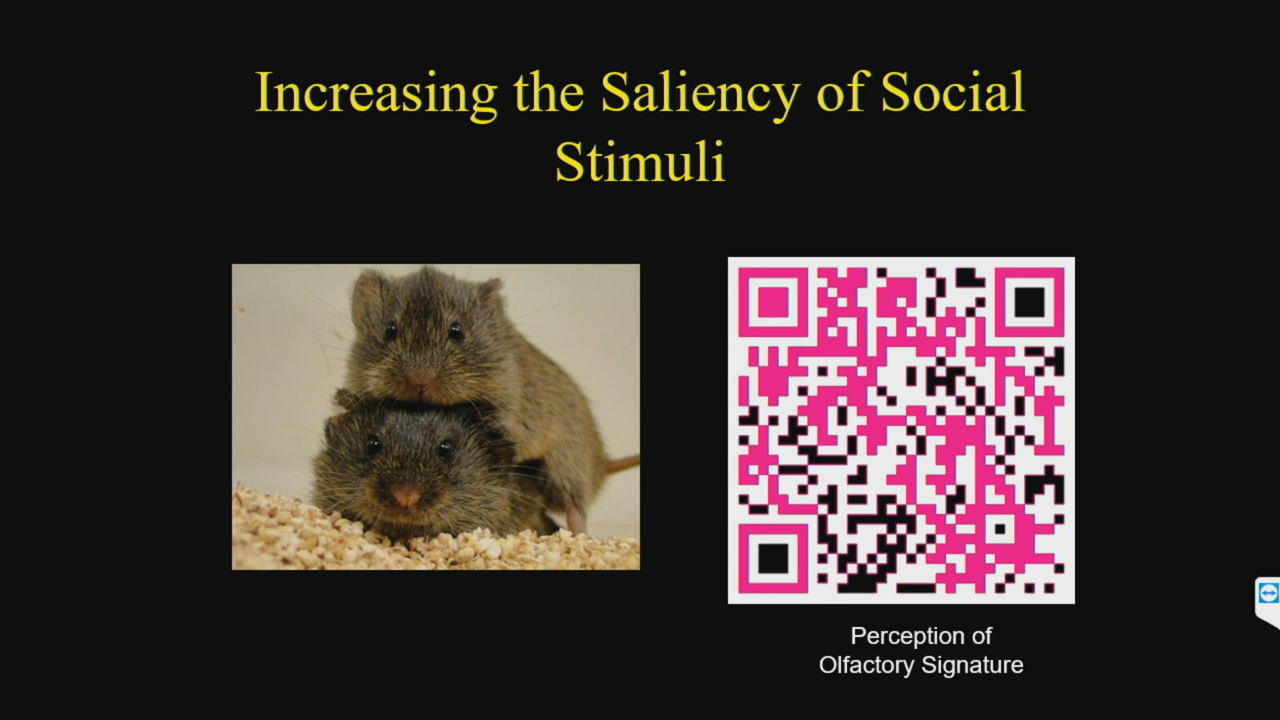 Increasing the Saliency of Social
Stimuli
Perception of
Olfactory Signature